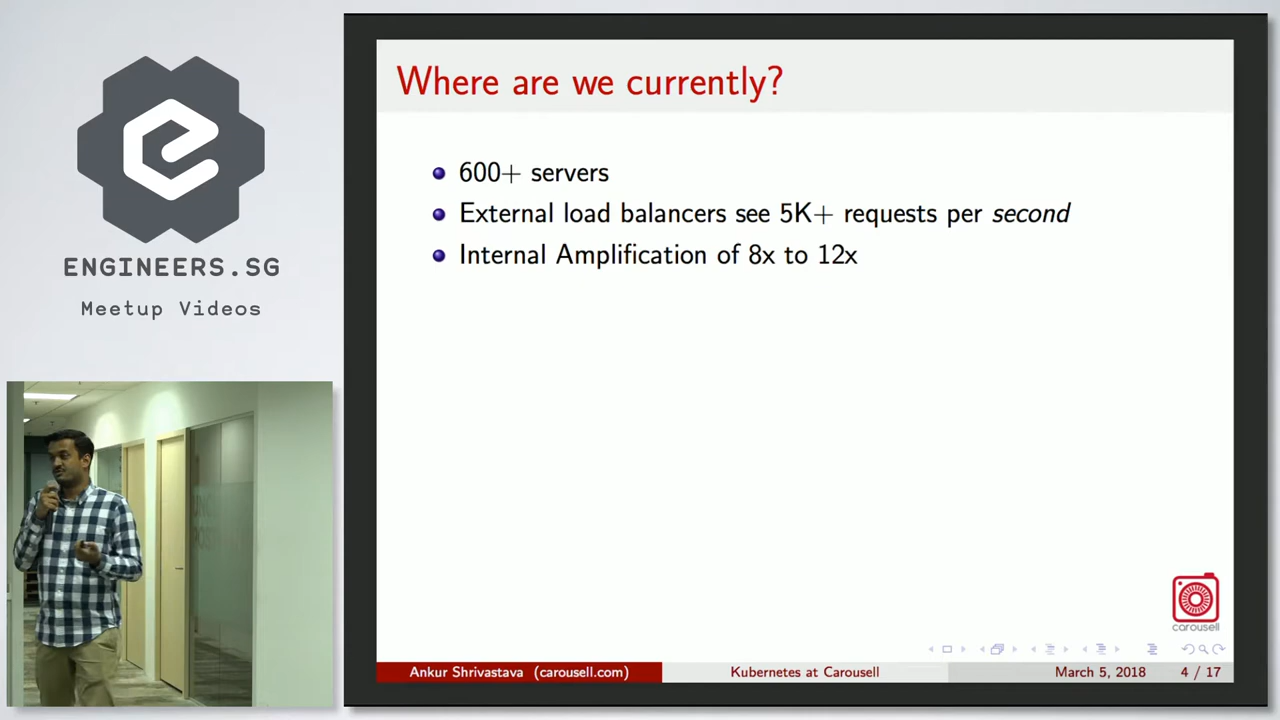 ENGINEERS.SG
Meetup Videos
Where are we currently?
600+ servers
External load balancers see 5K+ requests per second
Internal Amplification of 8x to 12x
carousell
Ankur Shrivastava (carousell.com) Kubernetes at Carousell March 5, 2018 4 / 17